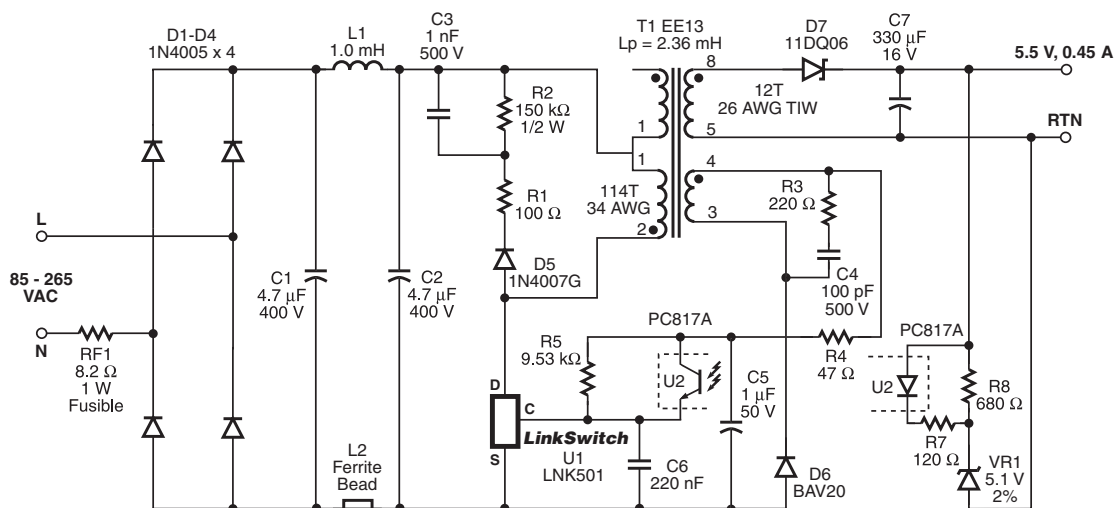 D1-D4
1N4005 x 4
L1
1.0 mH
C3
1 nF
500 V
T1 EE13
Lp = 2.36 mH
D7
11DQ06
C7
330 μF
16 V
5.5 V, 0.45 A
R2
150 kΩ
1/2 W
8
12T
26 AWG TIW
RTN
1
5
1
4
R1
100 Ω
114T
34 AWG
R3
220 Ω
3
2
L
85 - 265
VAC
N
D5
1N4007G
C4
100 pF
500 V
C1
4.7 μF
400 V
C2
4.7 μF
400 V
RF1
8.2 Ω
1 W
Fusible
R5
9.53 kΩ
PC817A
U2
R4
47 Ω
PC817A
U2
R8
680 Ω
C5
1 μF
50 V
D
C
S
LinkSwitch
U1
LNK501
R7
120 Ω
L2
Ferrite
Bead
C6
220 nF
D6
BAV20
VR1
5.1 V
2%